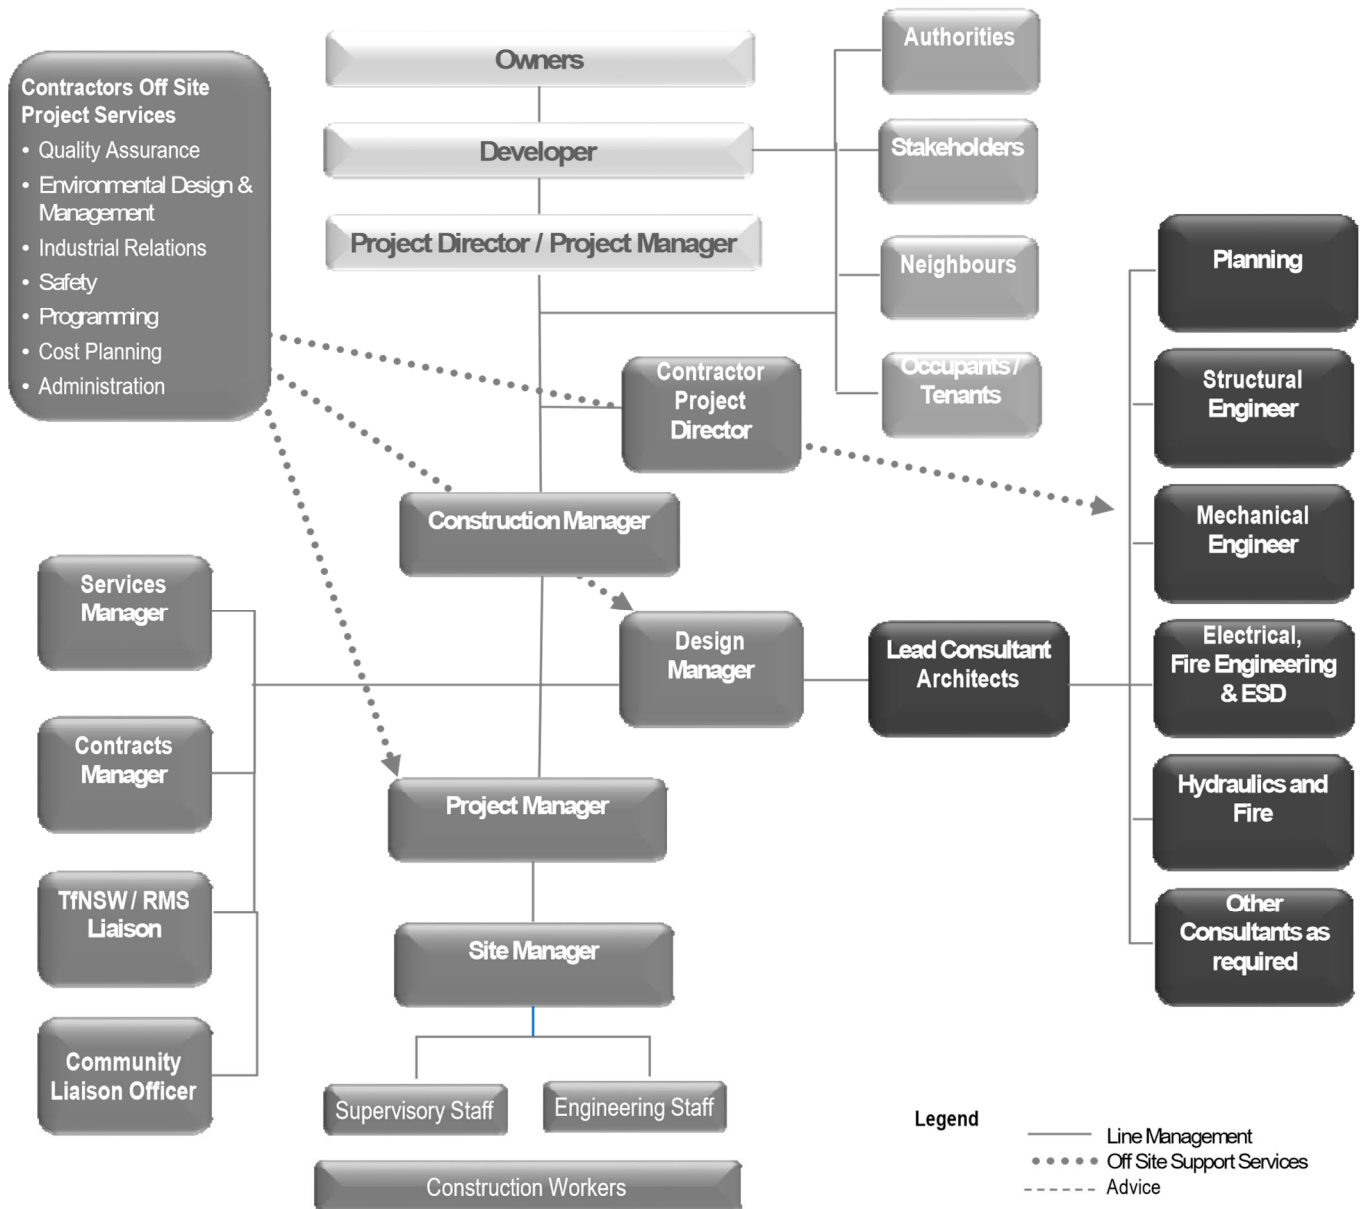 Contractors Off Site
Project Services
• Quality Assurance
• Environmental Design &
Management
• Industrial Relations
• Safety
• Programming
• Cost Planning
• Administration
Owners
Developer
Project Director / Project Manager
Authorities
Stakeholders
Neighbours
Occupants /
Tenants
Contractor
Project
Director
Construction Manager
Services
Manager
Contracts
Manager
TfNSW / RMS
Liaison
Community
Liaison Officer
Design
Manager
Lead Consultant
Architects
Planning
Structural
Engineer
Mechanical
Engineer
Electrical,
Fire Engineering
& ESD
Hydraulics and
Fire
Other
Consultants as
required
Project Manager
Site Manager
Supervisory Staff
Engineering Staff
Construction Workers
Legend
Line Management
Off Site Support Services
Advice